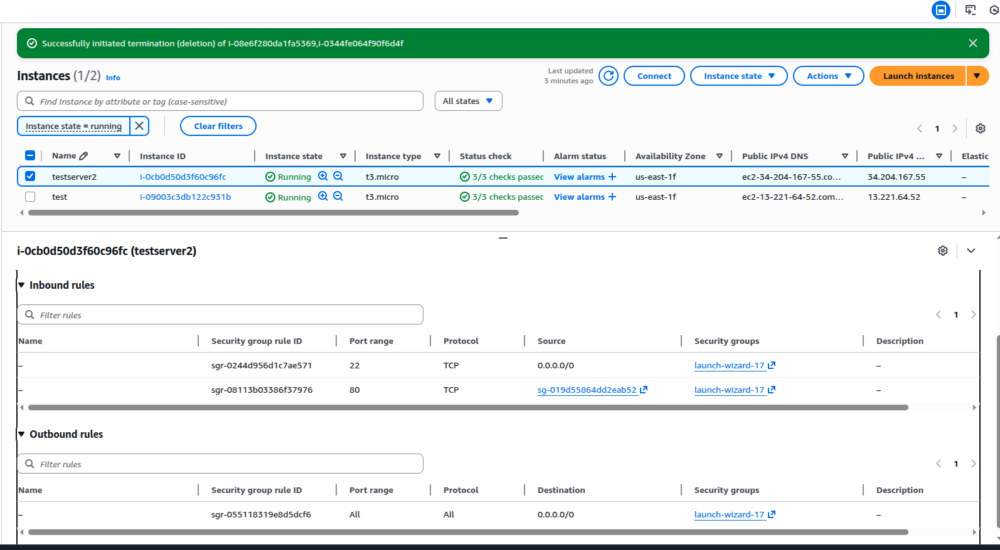 Successfully initiated termination (deletion) of i-08e6f280da1fa5369,i-0344fe064f90f6d4f
Instances (1/2) Info
Last updated
3 minutes ago
Connect
Instance state
Actions
Launch instances
Find Instance by attribute or tag (case-sensitive)
All states
Instance state = running
Clear filters
1
Name Instance ID Instance state Instance type Status check Alarm status Availability Zone Public IPv4 DNS Public IPv4 ... Elastic
testserver2 i-0cb0d50d3f60c96fc Running t3.micro 3/3 checks passec View alarms + us-east-1f ec2-34-204-167-55.co... 34.204.167.55 –
test i-09003c3db122c931b Running t3.micro 3/3 checks passec View alarms + us-east-1f ec2-13-221-64-52.com... 13.221.64.52 –
i-0cb0d50d3f60c96fc (testserver2)
Inbound rules
Filter rules
1
Name Security group rule ID Port range Protocol Source Security groups Description
– sgr-0244d956d1c7ae571 22 TCP 0.0.0.0/0 launch-wizard-17 –
– sgr-08113b03386f37976 80 TCP sg-019d55864dd2eab52 launch-wizard-17 –
Outbound rules
Filter rules
1
Name Security group rule ID Port range Protocol Destination Security groups Description
– sgr-055118319e8d5dcf6 All All 0.0.0.0/0 launch-wizard-17 –